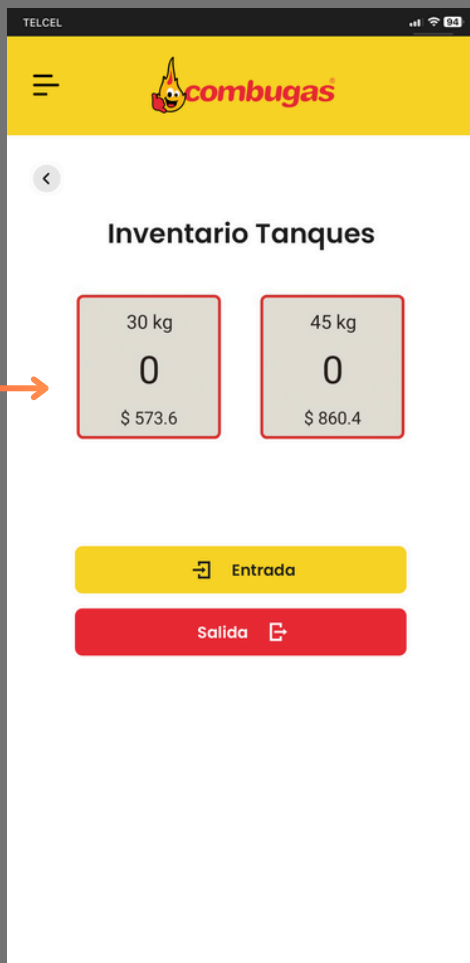 TELCEL
94
combugas
Inventario Tanques
30 kg
0
$ 573.6
45 kg
0
$ 860.4
Entrada
Salida